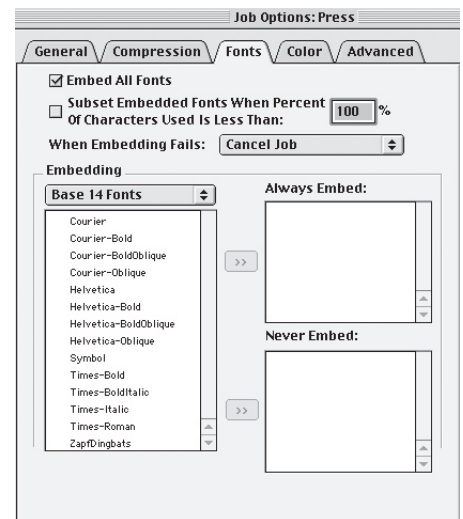 Job Options: Press
General Compression Fonts Color Advanced
Embed All Fonts
Subset Embedded Fonts When Percent
Of Characters Used Is Less Than: 100 %
When Embedding Fails: Cancel Job
Embedding
Base 14 Fonts
Courier
Courier-Bold
Courier-BoldOblique
Courier-Oblique
Helvetica
Helvetica-Bold
Helvetica-BoldOblique
Helvetica-Oblique
Symbol
Times-Bold
Times-BoldItalic
Times-Italic
Times-Roman
ZapfDingbats
>>
>>
Always Embed:
Never Embed: